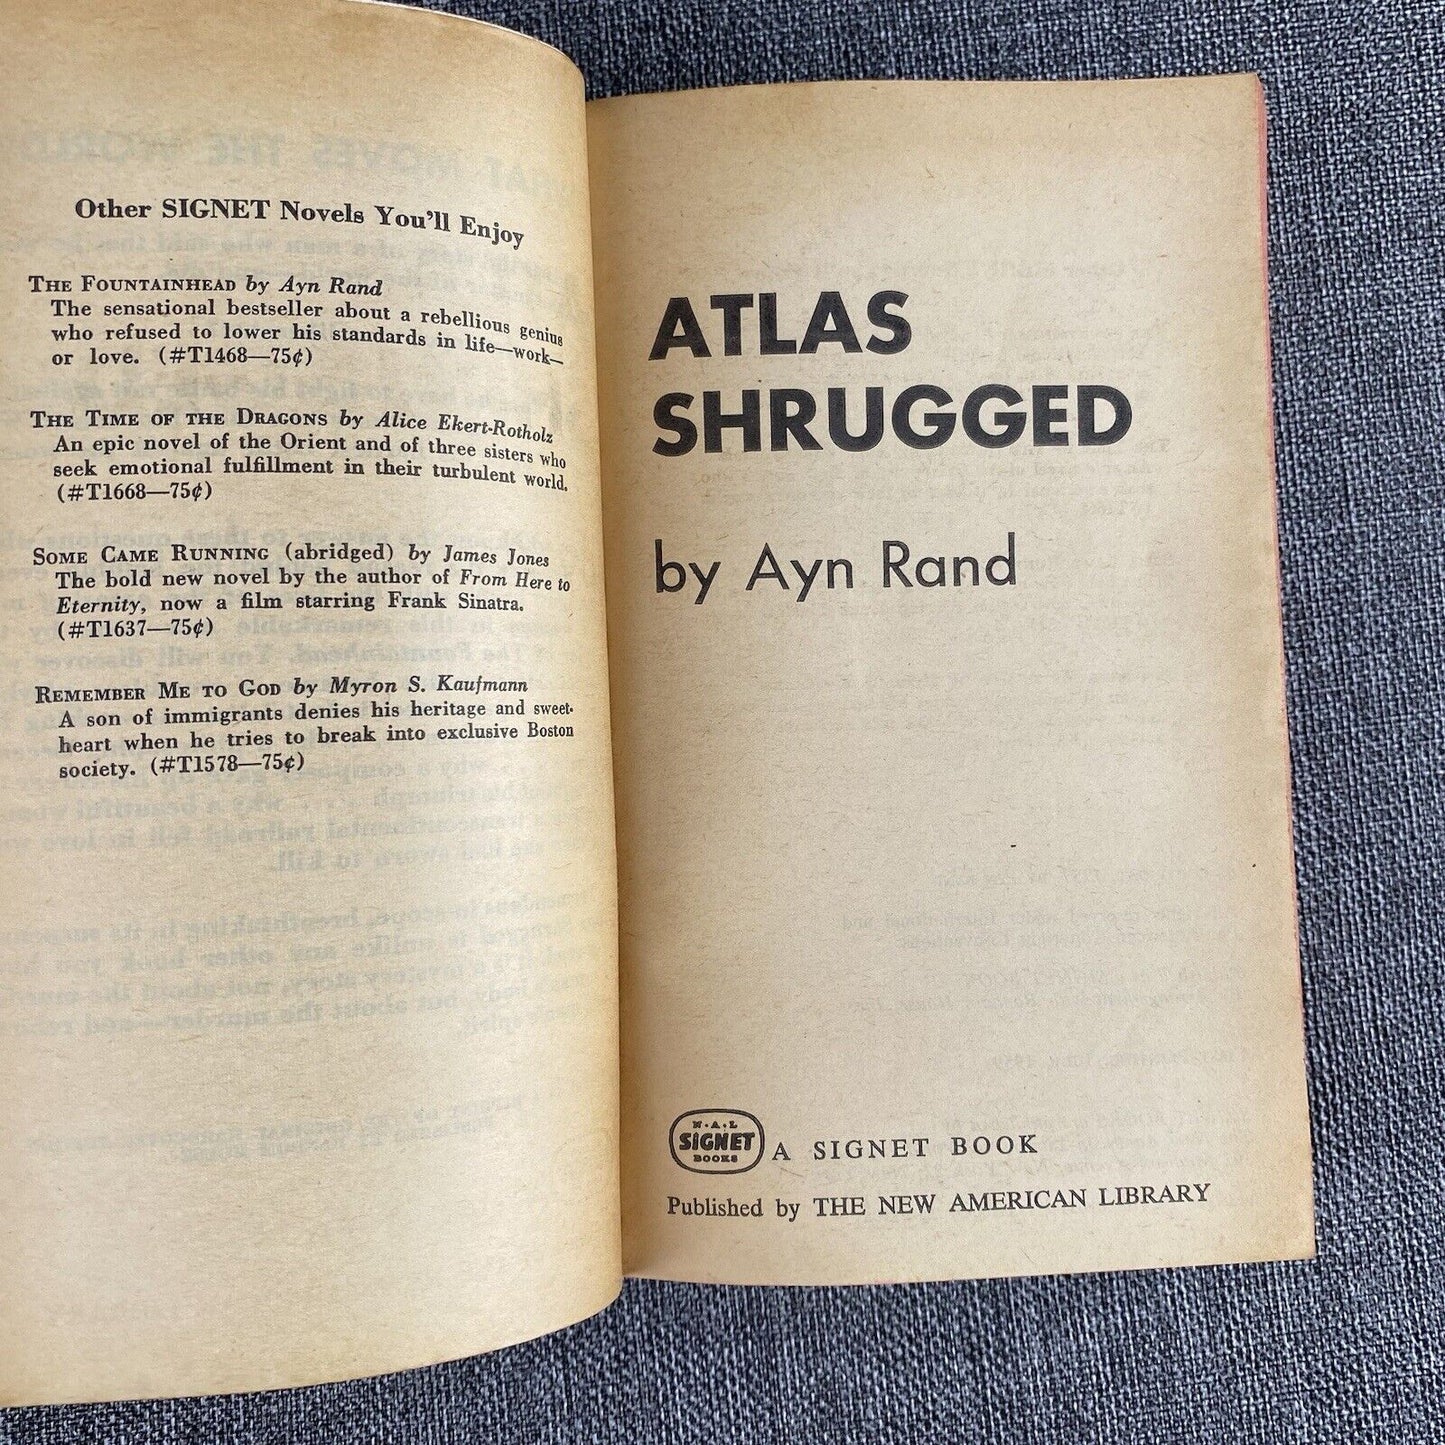 Other SIGNET Novels You'll Enjoy
THE FOUNTAINHEAD by Ayn Rand
The sensational bestseller about a rebellious genius
who refused to lower his standards in life—work—
or love. (#T1468—75¢)
THE TIME OF THE DRAGONS by Alice Ekert-Rotholz
An epic novel of the Orient and of three sisters who
seek emotional fulfillment in their turbulent world.
(#T1668—75¢)
SOME CAME RUNNING (abridged) by James Jones
The bold new novel by the author of From Here to
Eternity, now a film starring Frank Sinatra.
(#T1637—75¢)
REMEMBER ME TO GOD by Myron S. Kaufmann
A son of immigrants denies his heritage and sweet-
heart when he tries to break into exclusive Boston
society. (#T1578—75¢)
ATLAS
SHRUGGED
by Ayn Rand
N·A·L
SIGNET
BOOKS
A SIGNET BOOK
Published by THE NEW AMERICAN LIBRARY